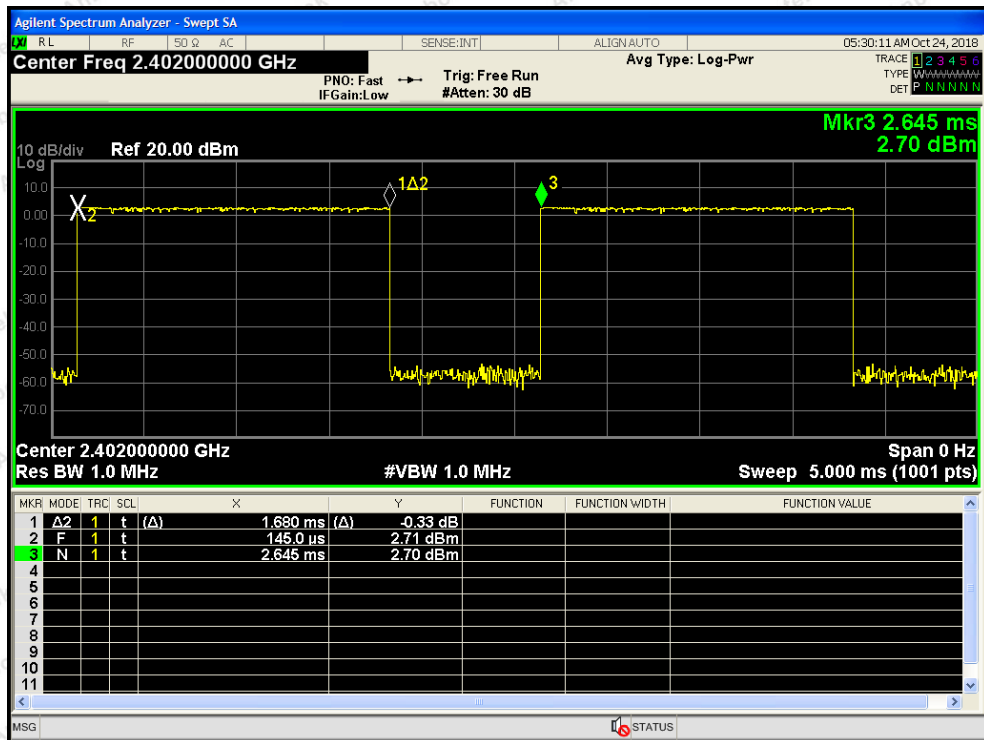 Agilent Spectrum Analyzer - Swept SA
LXI RL RF 50 Ω AC SENSE:INT ALIGN AUTO 05:30:11 AM Oct 24, 2018
Center Freq 2.402000000 GHz
PNO: Fast
IFGain:Low
Trig: Free Run
#Atten: 30 dB
Avg Type: Log-Pwr
TRACE 1 2 3 4 5 6
TYPE WWWWWW
DET P N N N N N
Mkr3 2.645 ms
2.70 dBm
10 dB/div Ref 20.00 dBm
Log
10.0
0.00
-10.0
-20.0
-30.0
-40.0
-50.0
-60.0
-70.0
X2
1Δ2
3
Center 2.402000000 GHz Span 0 Hz
Res BW 1.0 MHz #VBW 1.0 MHz Sweep 5.000 ms (1001 pts)
MKR MODE TRC SCL X Y FUNCTION FUNCTION WIDTH FUNCTION VALUE
1 Δ2 1 t (Δ) 1.680 ms (Δ) -0.33 dB
2 F 1 t 145.0 µs 2.71 dBm
3 N 1 t 2.645 ms 2.70 dBm
4
5
6
7
8
9
10
11
MSG STATUS